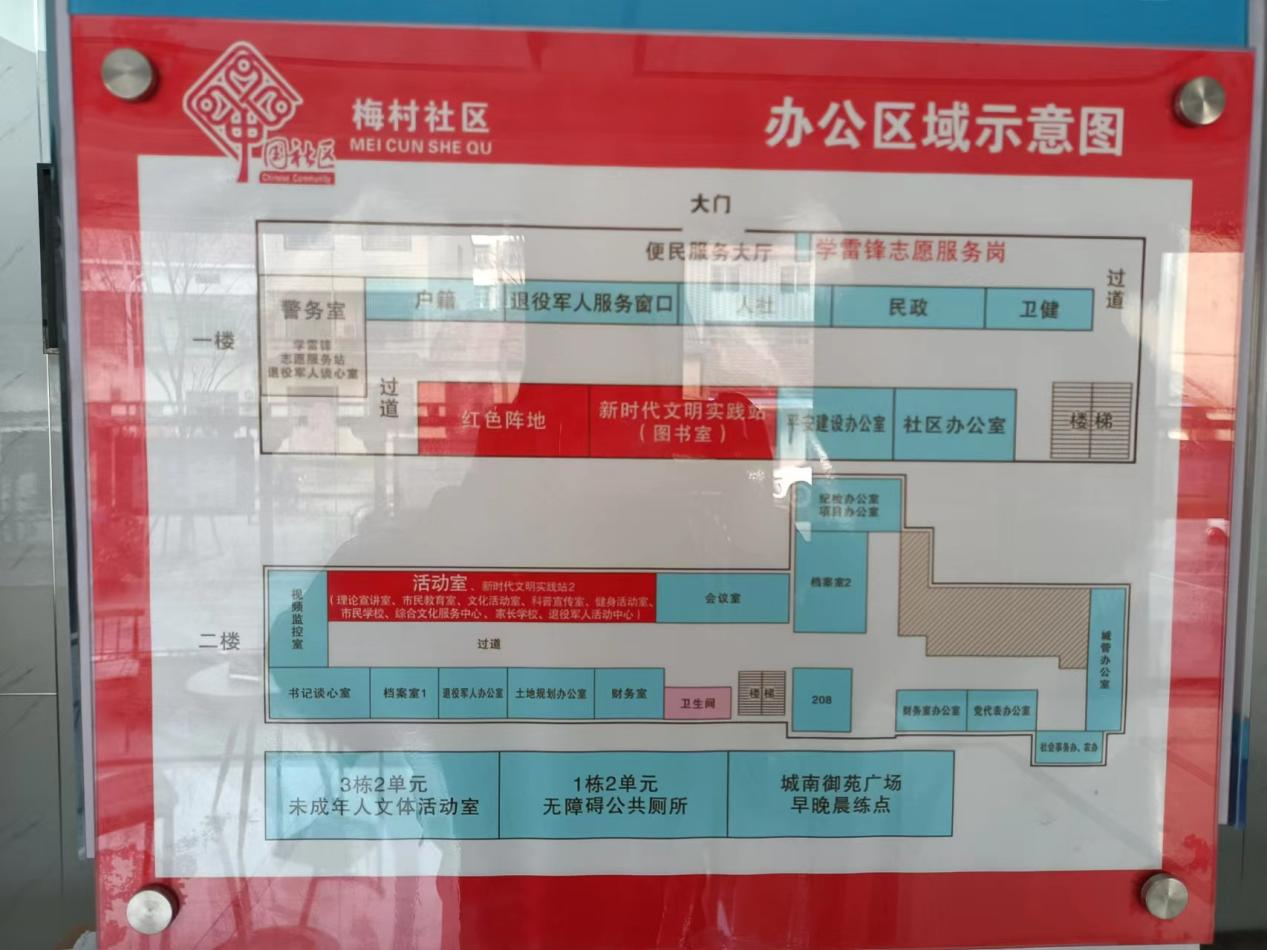 中国社区
Chinese Community
梅村社区
MEI CUN SHE QU
办公区域示意图
大门
便民服务大厅
学雷锋志愿服务岗
过道
一楼
警务室
学雷锋
志愿服务站
退役军人谈心室
户籍
退役军人服务窗口
人社
民政
卫健
过道
红色阵地
新时代文明实践站
（图书室）
平安建设办公室
社区办公室
楼梯
纪检办公室
项目办公室
档案室2
二楼
视频监控室
活动室、新时代文明实践站2
（理论宣讲室、市民教育室、文化活动室、科普宣传室、健身活动室、
市民学校、综合文化服务中心、家长学校、退役军人活动中心）
会议室
过道
城管办公室
书记谈心室
档案室1
退役军人办公室
土地规划办公室
财务室
卫生间
楼梯
208
财务室办公室
党代表办公室
社会事务办、农办
3栋2单元
未成年人文体活动室
1栋2单元
无障碍公共厕所
城南御苑广场
早晚晨练点